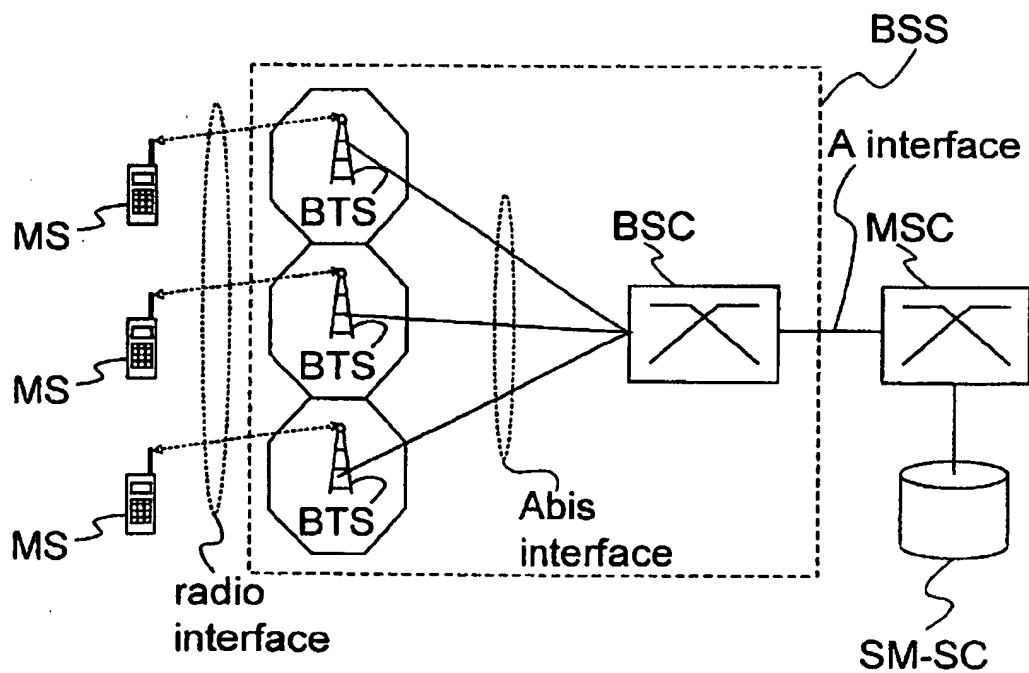 BSS
A interface
BTS
MS
BSC
MSC
BTS
MS
BTS
Abis
interface
MS
radio
interface
SM-SC